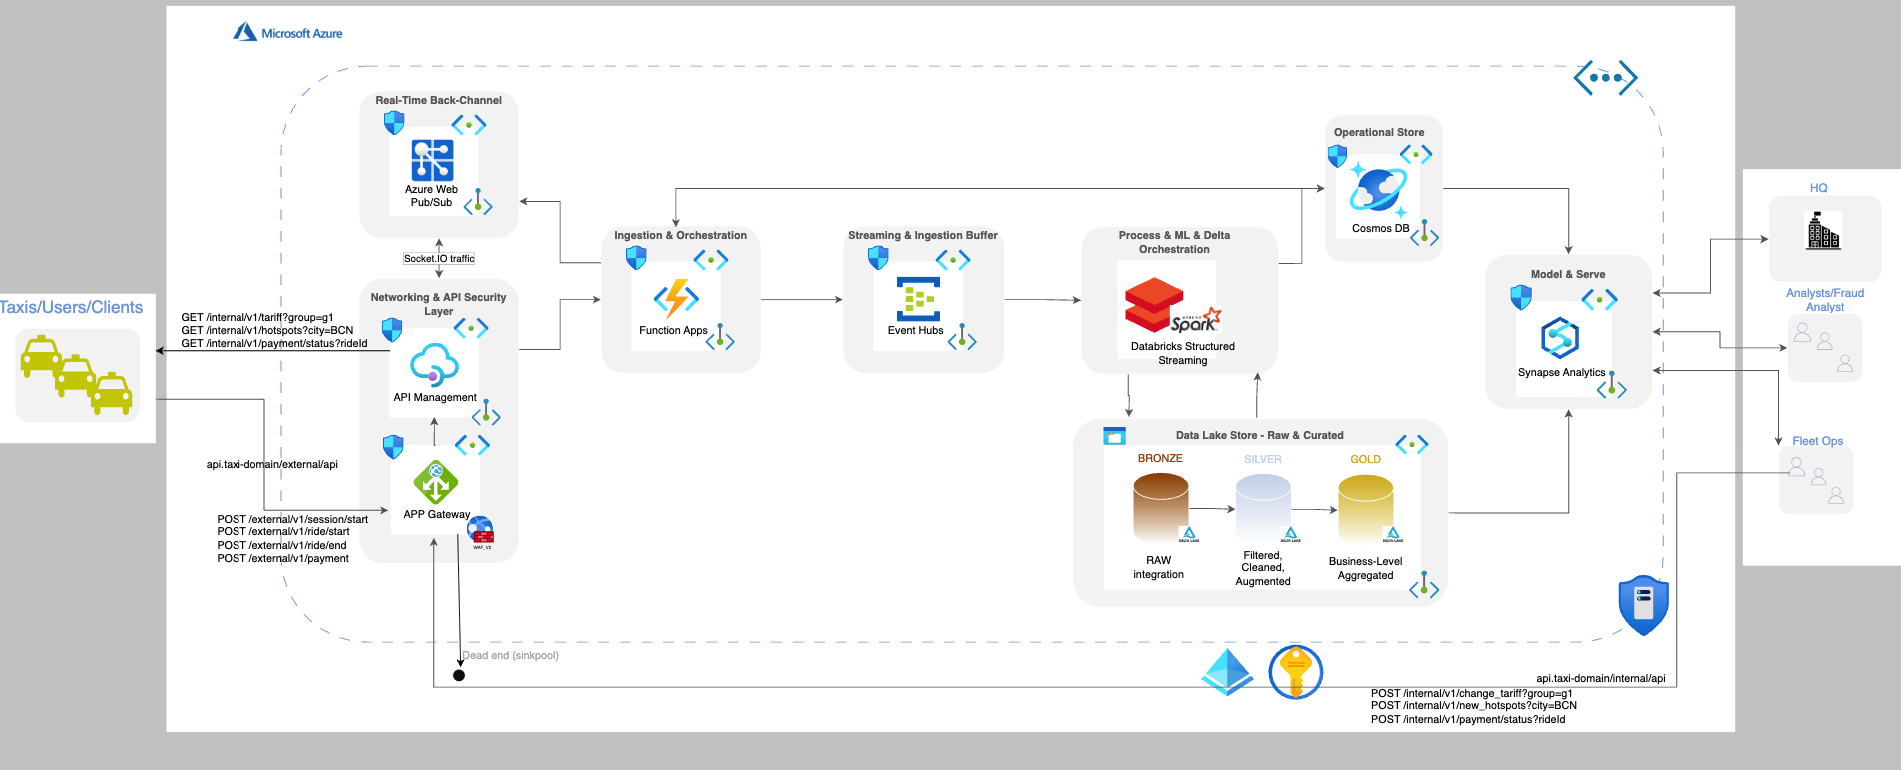 Microsoft Azure
Real-Time Back-Channel
Azure Web
Pub/Sub
Socket.IO traffic
Networking & API Security
Layer
API Management
APP Gateway
WAF_V2
Taxis/Users/Clients
GET /internal/v1/tariff?group=g1
GET /internal/v1/hotspots?city=BCN
GET /internal/v1/payment/status?rideId
api.taxi-domain/external/api
POST /external/v1/session/start
POST /external/v1/ride/start
POST /external/v1/ride/end
POST /external/v1/payment
Dead end (sinkpool)
Ingestion & Orchestration
Function Apps
Streaming & Ingestion Buffer
Event Hubs
Process & ML & Delta
Orchestration
APACHE
Spark
Databricks Structured
Streaming
Operational Store
Cosmos DB
Data Lake Store - Raw & Curated
BRONZE
SILVER
GOLD
DELTA LAKE
DELTA LAKE
DELTA LAKE
RAW
integration
Filtered,
Cleaned,
Augmented
Business-Level
Aggregated
Model & Serve
Synapse Analytics
HQ
Analysts/Fraud
Analyst
Fleet Ops
api.taxi-domain/internal/api
POST /internal/v1/change_tariff?group=g1
POST /internal/v1/new_hotspots?city=BCN
POST /internal/v1/payment/status?rideId